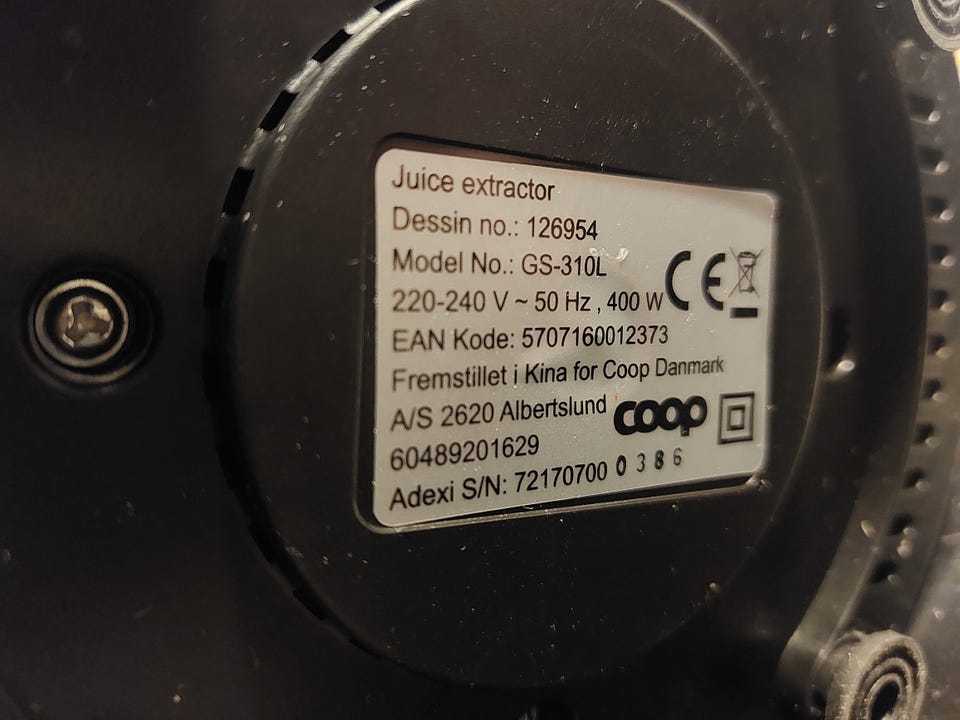 Juice extractor
Dessin no.: 126954
Model No.: GS-310L
220-240 V ~ 50 Hz , 400 W CE
EAN Kode: 5707160012373
Fremstillet i Kina for Coop Danmark
A/S 2620 Albertslund coop
60489201629
Adexi S/N: 72170700 0386